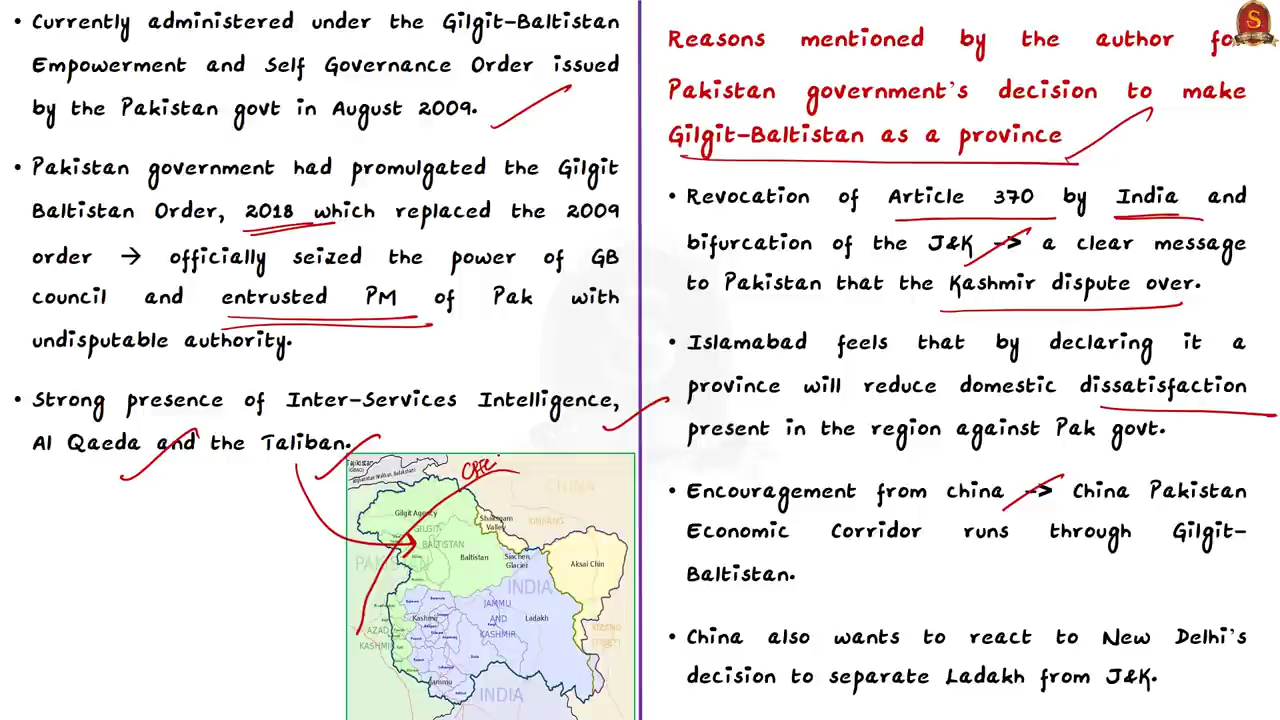 • Currently administered under the Gilgit-Baltistan
Empowerment and Self Governance Order issued
by the Pakistan govt in August 2009.
• Pakistan government had promulgated the Gilgit
Baltistan Order, 2018 which replaced the 2009
order → officially seized the power of GB
council and entrusted PM of Pak with
undisputable authority.
• Strong presence of Inter-Services Intelligence,
Al Qaeda and the Taliban.
Tajikistan
CPEC
CHINA
Gilgit Agency
GILGIT
BALTISTAN
Shaksgam
Valley
XINJIANG
Baltistan
Siachen
Glacier
Aksai Chin
PAKISTAN
INDIA
JAMMU
AND
KASHMIR
Ladakh
Kashmir
AZAD
KASHMIR
XIZANG
(TIBET)
Jammu
INDIA
Reasons mentioned by the author for
Pakistan government's decision to make
Gilgit-Baltistan as a province
• Revocation of Article 370 by India and
bifurcation of the J&K -> a clear message
to Pakistan that the Kashmir dispute over.
• Islamabad feels that by declaring it a
province will reduce domestic dissatisfaction
present in the region against Pak govt.
• Encouragement from china -> China Pakistan
Economic Corridor runs through Gilgit-
Baltistan.
• China also wants to react to New Delhi's
decision to separate Ladakh from J&K.
S